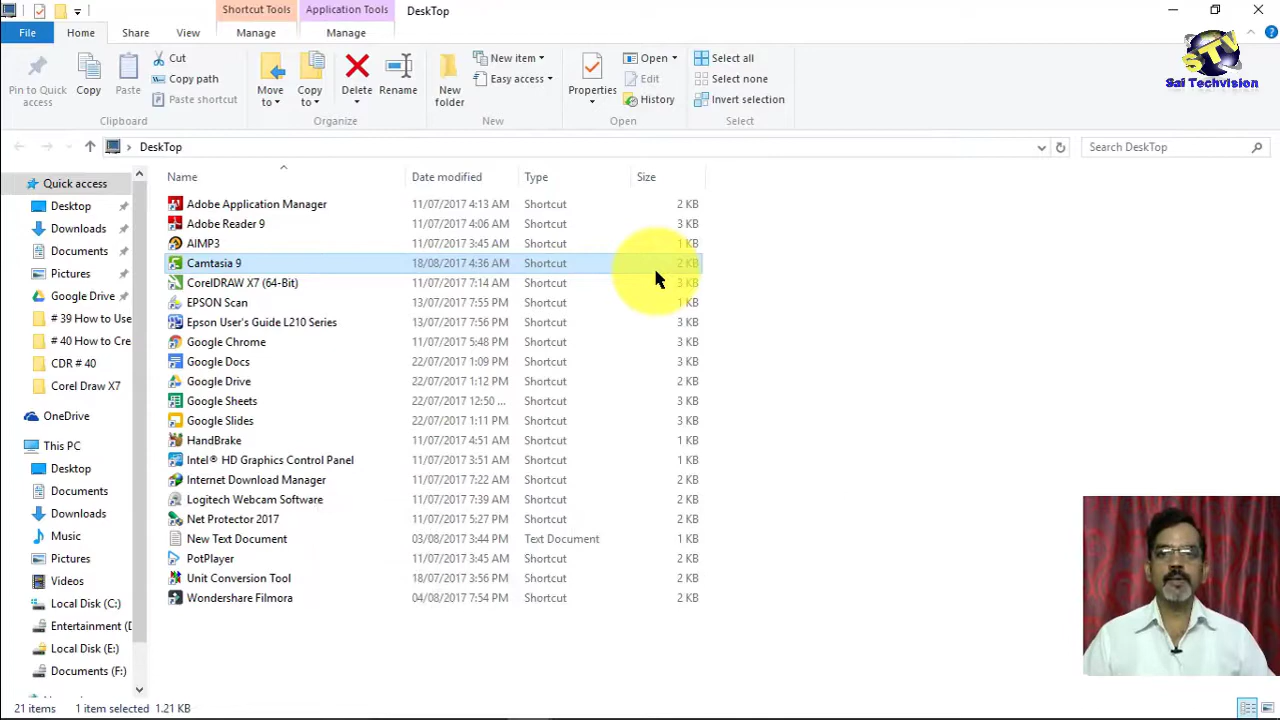 Shortcut Tools Application Tools DeskTop
File Home Share View Manage Manage
Pin to Quick access
Copy
Paste
Cut
Copy path
Paste shortcut
Clipboard
Move to
Copy to
Delete
Rename
Organize
New folder
New item
Easy access
New
Properties
Open
Edit
History
Open
Select all
Select none
Invert selection
Select
STV
Sai Techvision
DeskTop
Search DeskTop
Quick access
Desktop
Downloads
Documents
Pictures
Google Drive
# 39 How to Use
# 40 How to Cre
CDR # 40
Corel Draw X7
OneDrive
This PC
Desktop
Documents
Downloads
Music
Pictures
Videos
Local Disk (C:)
Entertainment (D
Local Disk (E:)
Documents (F:)
Name Date modified Type Size
Adobe Application Manager 11/07/2017 4:13 AM Shortcut 2 KB
Adobe Reader 9 11/07/2017 4:06 AM Shortcut 3 KB
AIMP3 11/07/2017 3:45 AM Shortcut 1 KB
Camtasia 9 18/08/2017 4:36 AM Shortcut 2 KB
CorelDRAW X7 (64-Bit) 11/07/2017 7:14 AM Shortcut 3 KB
EPSON Scan 13/07/2017 7:55 PM Shortcut 1 KB
Epson User's Guide L210 Series 13/07/2017 7:56 PM Shortcut 3 KB
Google Chrome 11/07/2017 5:48 PM Shortcut 3 KB
Google Docs 22/07/2017 1:09 PM Shortcut 3 KB
Google Drive 22/07/2017 1:12 PM Shortcut 2 KB
Google Sheets 22/07/2017 12:50 ... Shortcut 3 KB
Google Slides 22/07/2017 1:11 PM Shortcut 3 KB
HandBrake 11/07/2017 4:51 AM Shortcut 1 KB
Intel® HD Graphics Control Panel 11/07/2017 3:51 AM Shortcut 1 KB
Internet Download Manager 11/07/2017 7:22 AM Shortcut 2 KB
Logitech Webcam Software 11/07/2017 7:39 AM Shortcut 2 KB
Net Protector 2017 11/07/2017 5:27 PM Shortcut 2 KB
New Text Document 03/08/2017 3:44 PM Text Document 1 KB
PotPlayer 11/07/2017 3:45 AM Shortcut 2 KB
Unit Conversion Tool 18/07/2017 3:56 PM Shortcut 2 KB
Wondershare Filmora 04/08/2017 7:54 PM Shortcut 2 KB
21 items 1 item selected 1.21 KB